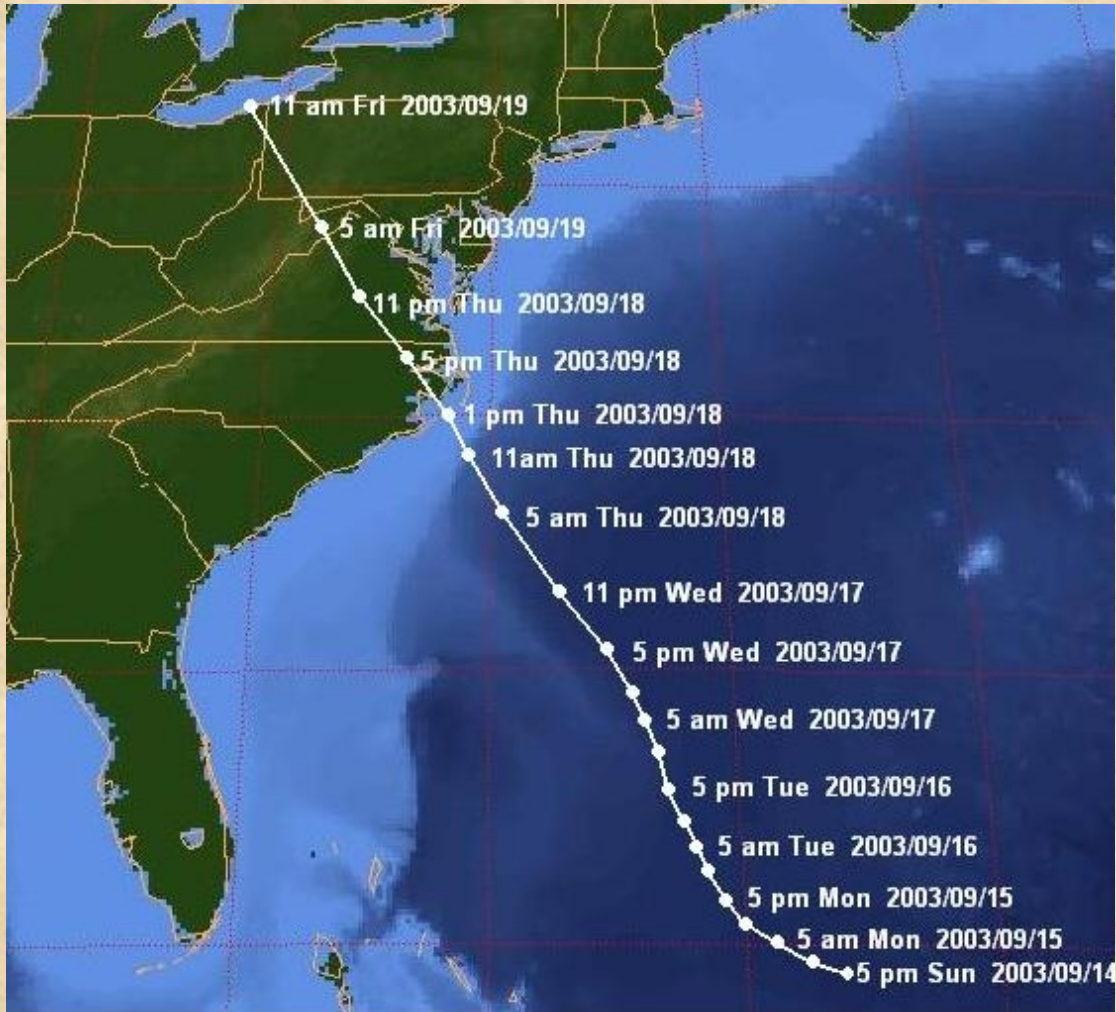 11 am Fri 2003/09/19
5 am Fri 2003/09/19
11 pm Thu 2003/09/18
5 pm Thu 2003/09/18
1 pm Thu 2003/09/18
11am Thu 2003/09/18
5 am Thu 2003/09/18
11 pm Wed 2003/09/17
5 pm Wed 2003/09/17
5 am Wed 2003/09/17
5 pm Tue 2003/09/16
5 am Tue 2003/09/16
5 pm Mon 2003/09/15
5 am Mon 2003/09/15
5 pm Sun 2003/09/14